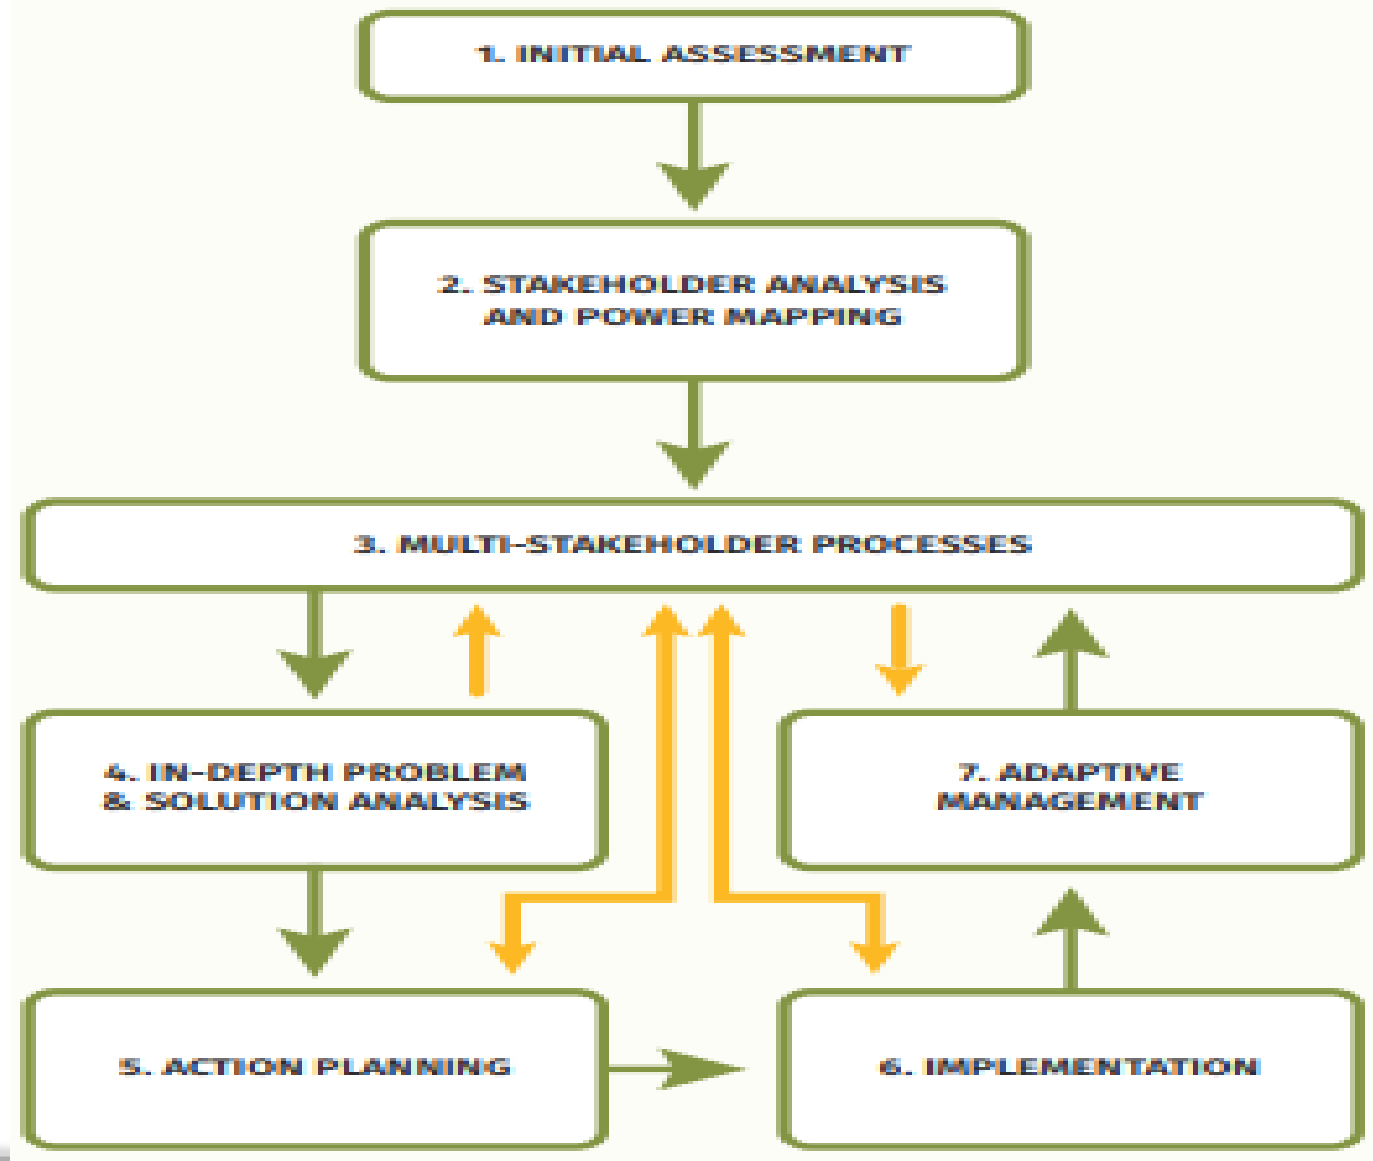 1. INITIAL ASSESSMENT
2. STAKEHOLDER ANALYSIS
AND POWER MAPPING
3. MULTI-STAKEHOLDER PROCESSES
4. IN-DEPTH PROBLEM
& SOLUTION ANALYSIS
7. ADAPTIVE
MANAGEMENT
5. ACTION PLANNING
6. IMPLEMENTATION